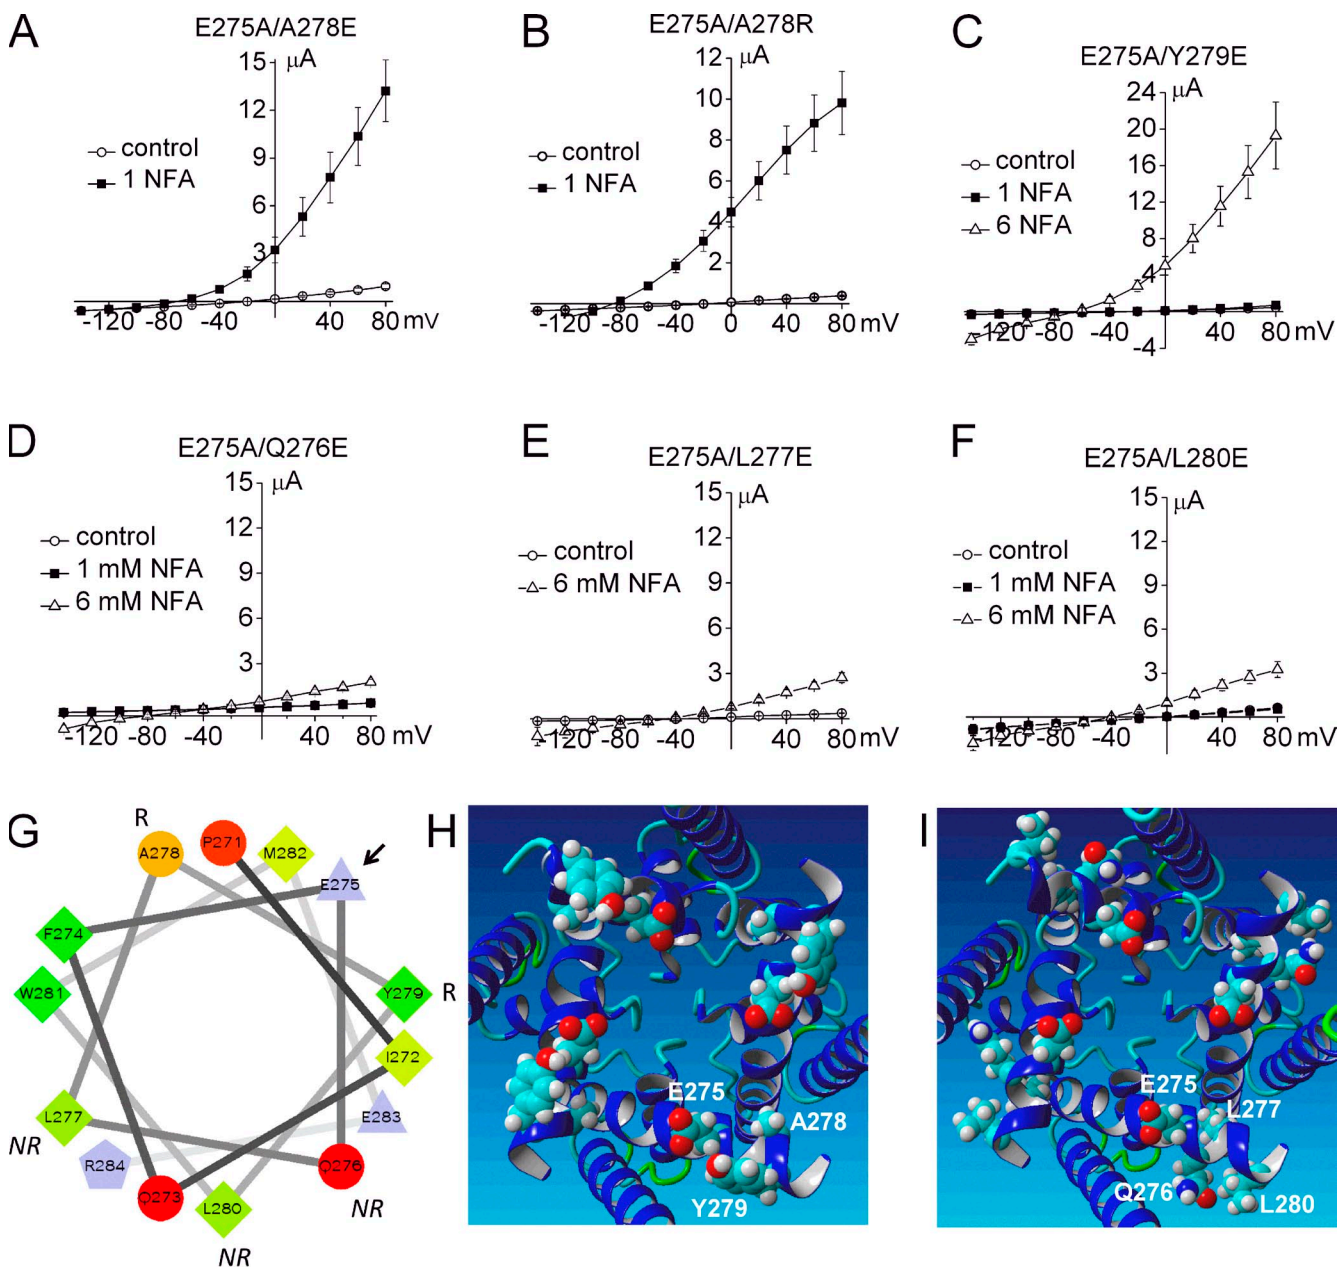 A
E275A/A278E
μA
15
12
9
6
3
control
1 NFA
-120 -80 -40 40 80 mV
B
E275A/A278R
μA
12
10
8
6
4
2
control
1 NFA
-120 -80 -40 0 40 80 mV
C
E275A/Y279E
μA
24
20
16
12
8
4
-4
control
1 NFA
6 NFA
-120 -80 -40 40 80 mV
D
E275A/Q276E
μA
15
12
9
6
3
control
1 mM NFA
6 mM NFA
-120 -80 -40 40 80 mV
E
E275A/L277E
μA
15
12
9
6
3
control
6 mM NFA
-120 -80 -40 0 40 80 mV
F
E275A/L280E
μA
15
12
9
6
3
control
1 mM NFA
6 mM NFA
-120 -80 -40 0 40 80 mV
G
R
A278
P271
M282
E275
F274
W281
Y279
R
I272
L277
NR
E283
R284
Q276
NR
Q273
L280
NR
H
E275
A278
Y279
I
E275
L277
Q276
L280